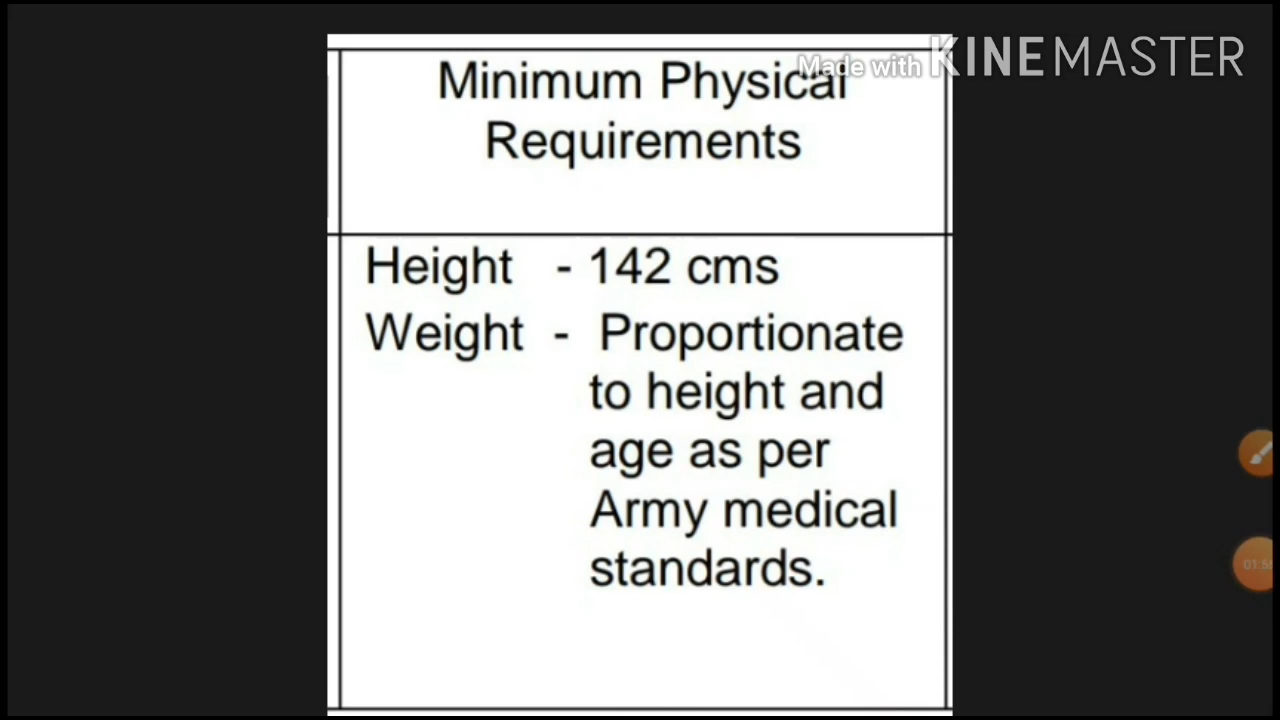 Made with KINEMASTER
Minimum Physical
Requirements
Height - 142 cms
Weight - Proportionate
to height and
age as per
Army medical
standards.